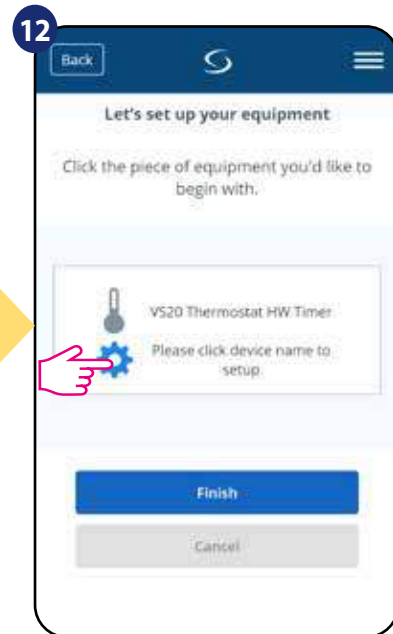 12
Back
Let's set up your equipment
Click the piece of equipment you'd like to
begin with.
VS20 Thermostat HW Timer
Please click device name to
setup
Finish
Cancel